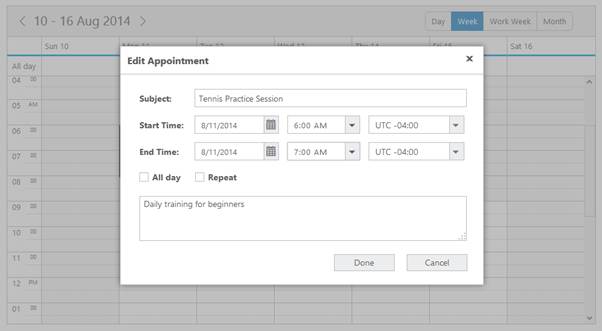 10 - 16 Aug 2014
Day Week Work Week Month
Sun 10 Mon 11 Tue 12 Wed 13 Thu 14 Fri 15 Sat 16
All day
Edit Appointment
04 00
05 AM
06 00
07 00
08 00
09 00
10 00
11 00
12 PM
01 00
Subject: Tennis Practice Session
Start Time: 8/11/2014 6:00 AM UTC -04:00
End Time: 8/11/2014 7:00 AM UTC -04:00
All day Repeat
Daily training for beginners
Done Cancel